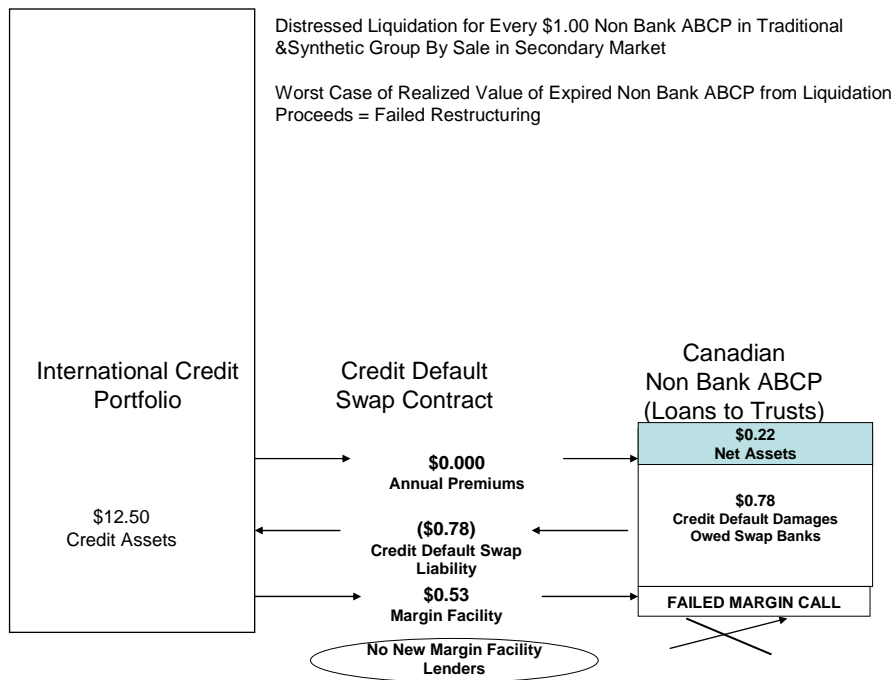 Distressed Liquidation for Every $1.00 Non Bank ABCP in Traditional
&Synthetic Group By Sale in Secondary Market
Worst Case of Realized Value of Expired Non Bank ABCP from Liquidation
Proceeds = Failed Restructuring
International Credit
Portfolio
$12.50
Credit Assets
Credit Default
Swap Contract
$0.000
Annual Premiums
($0.78)
Credit Default Swap
Liability
$0.53
Margin Facility
No New Margin Facility
Lenders
Canadian
Non Bank ABCP
(Loans to Trusts)
$0.22
Net Assets
$0.78
Credit Default Damages
Owed Swap Banks
FAILED MARGIN CALL